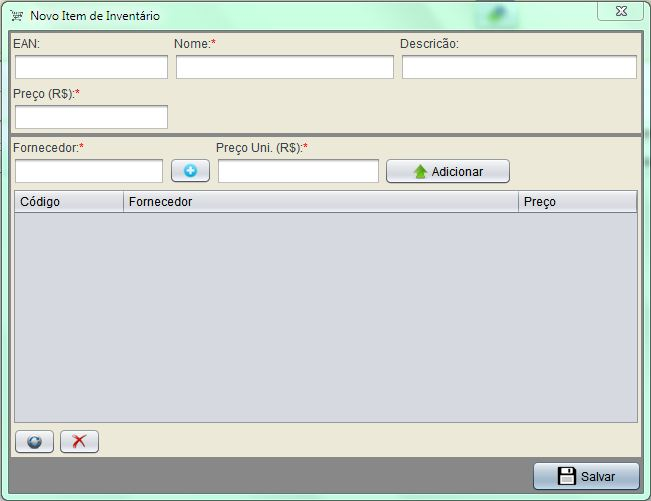 Novo Item de Inventário
EAN: Nome:* Descricão:
Preço (R$):*
Fornecedor:* Preço Uni. (R$):*
Adicionar
Código Fornecedor Preço
Salvar